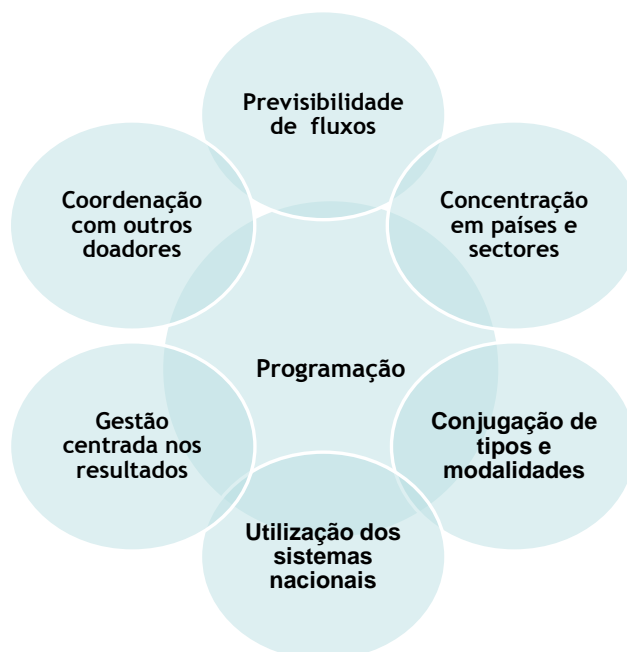 Previsibilidade
de fluxos
Coordenação
com outros
doadores
Concentração
em países e
sectores
Programação
Gestão
centrada nos
resultados
Conjugação de
tipos e
modalidades
Utilização dos
sistemas
nacionais